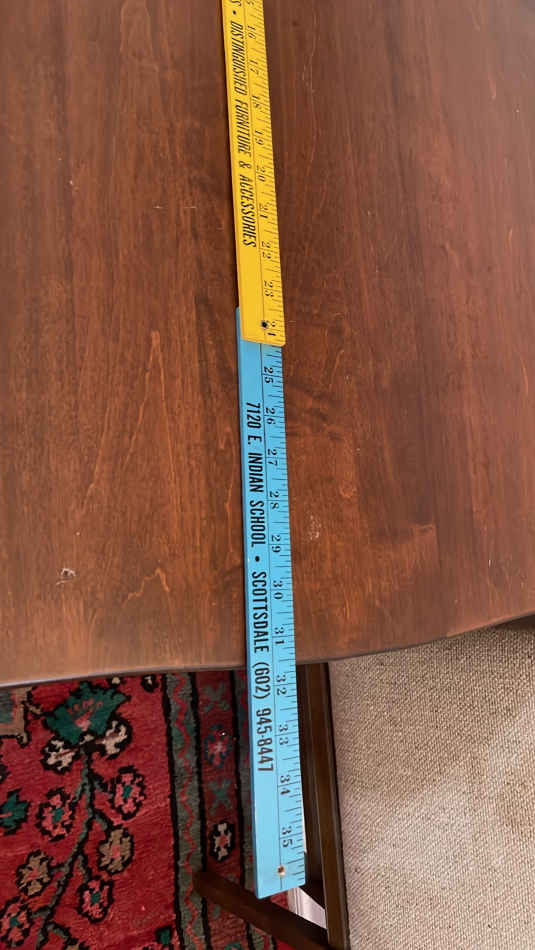 S • DISTINGUISHED FURNITURE & ACCESSORIES
16 17 18 19 20 21 22 23 24
7120 E. INDIAN SCHOOL • SCOTTSDALE (602) 945-8447
25 26 27 28 29 30 31 32 33 34 35